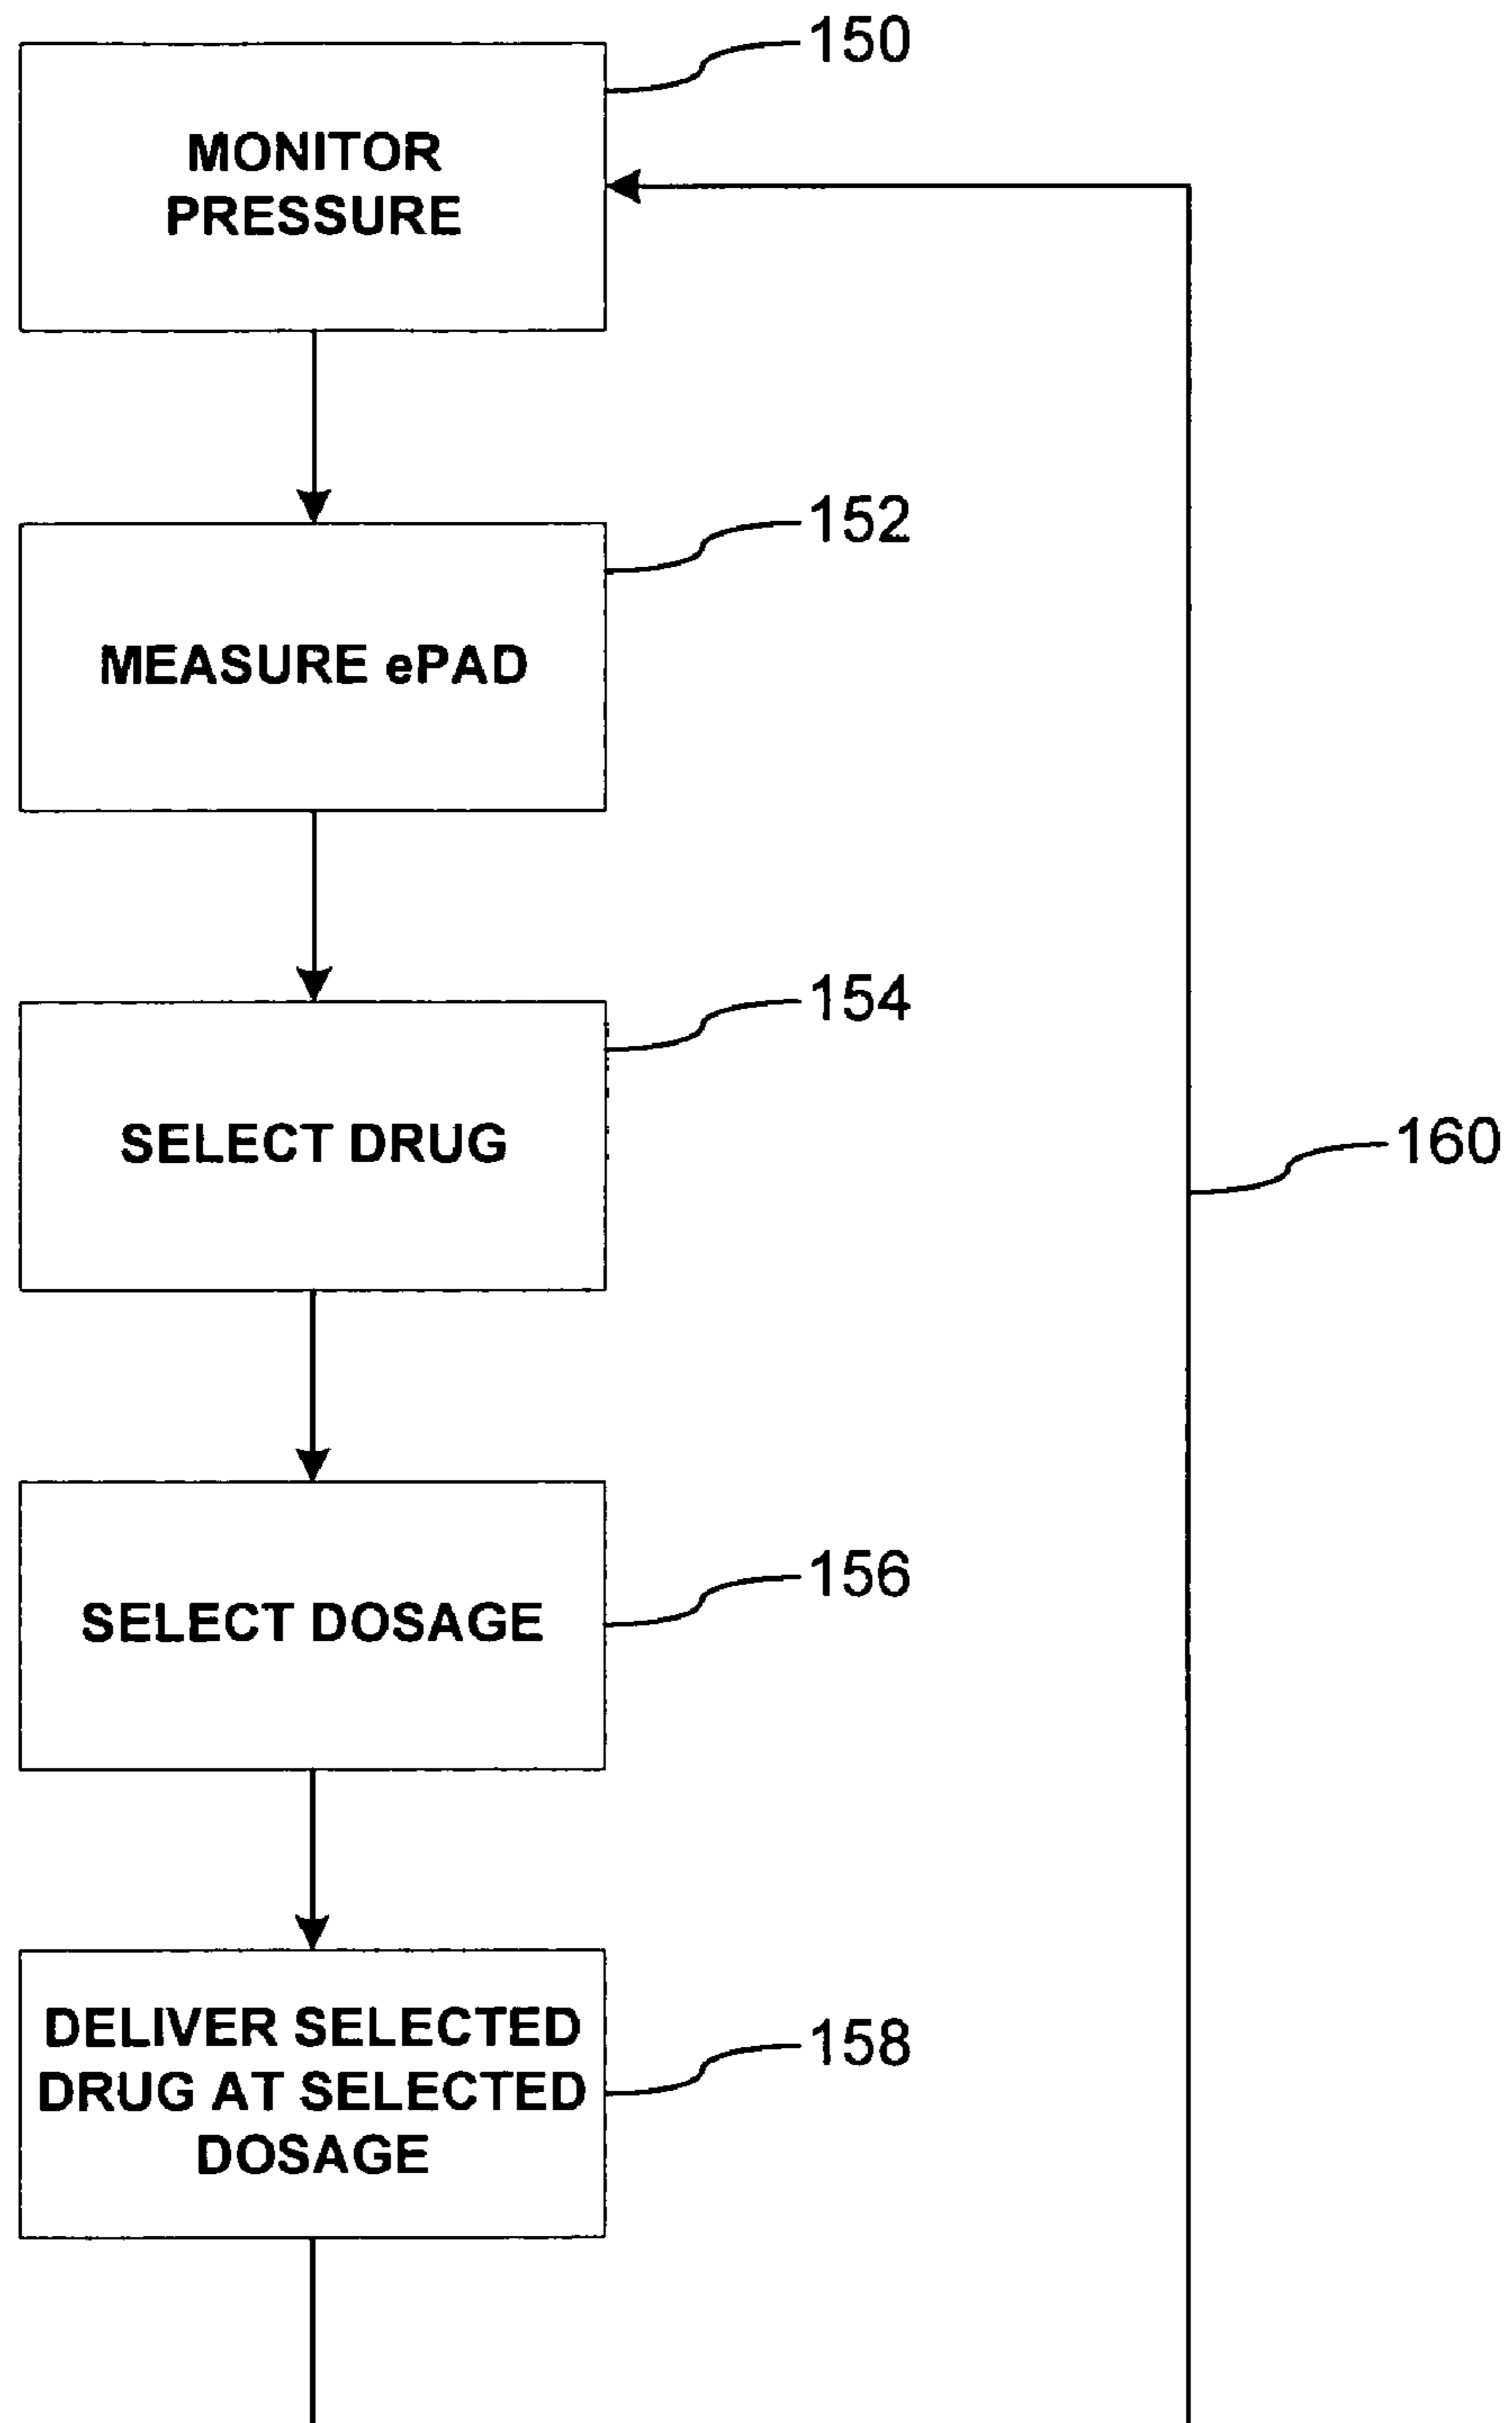 150
MONITOR
PRESSURE
152
MEASURE ePAD
154
SELECT DRUG
160
156
SELECT DOSAGE
158
DELIVER SELECTED
DRUG AT SELECTED
DOSAGE